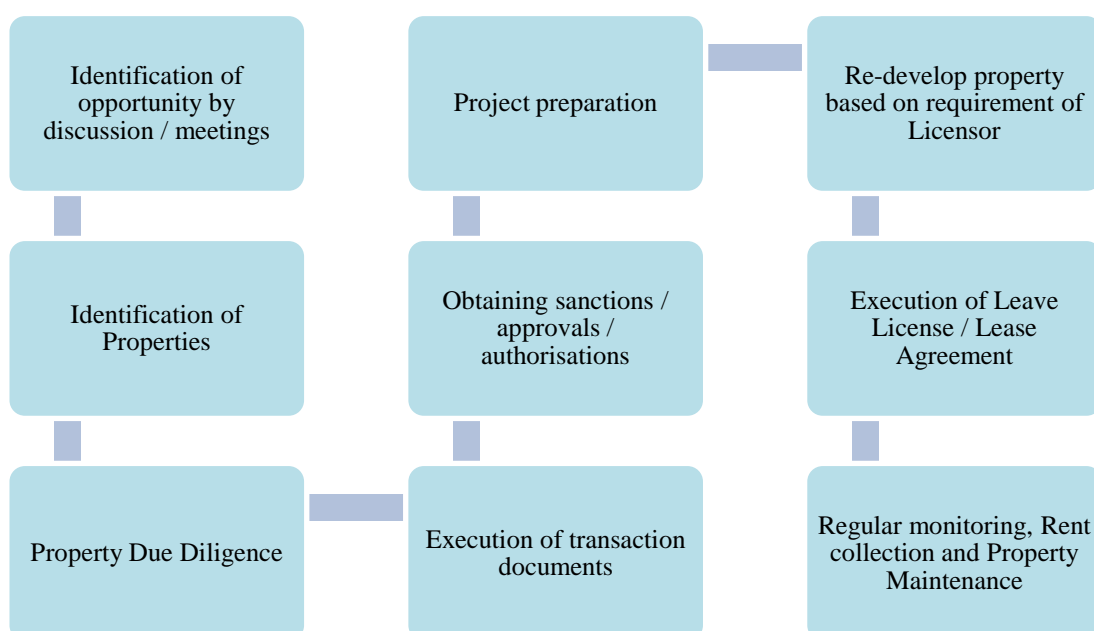 Identification of
opportunity by
discussion / meetings
Identification of
Properties
Property Due Diligence
Execution of transaction
documents
Obtaining sanctions /
approvals /
authorisations
Project preparation
Re-develop property
based on requirement of
Licensor
Execution of Leave
License / Lease
Agreement
Regular monitoring, Rent
collection and Property
Maintenance